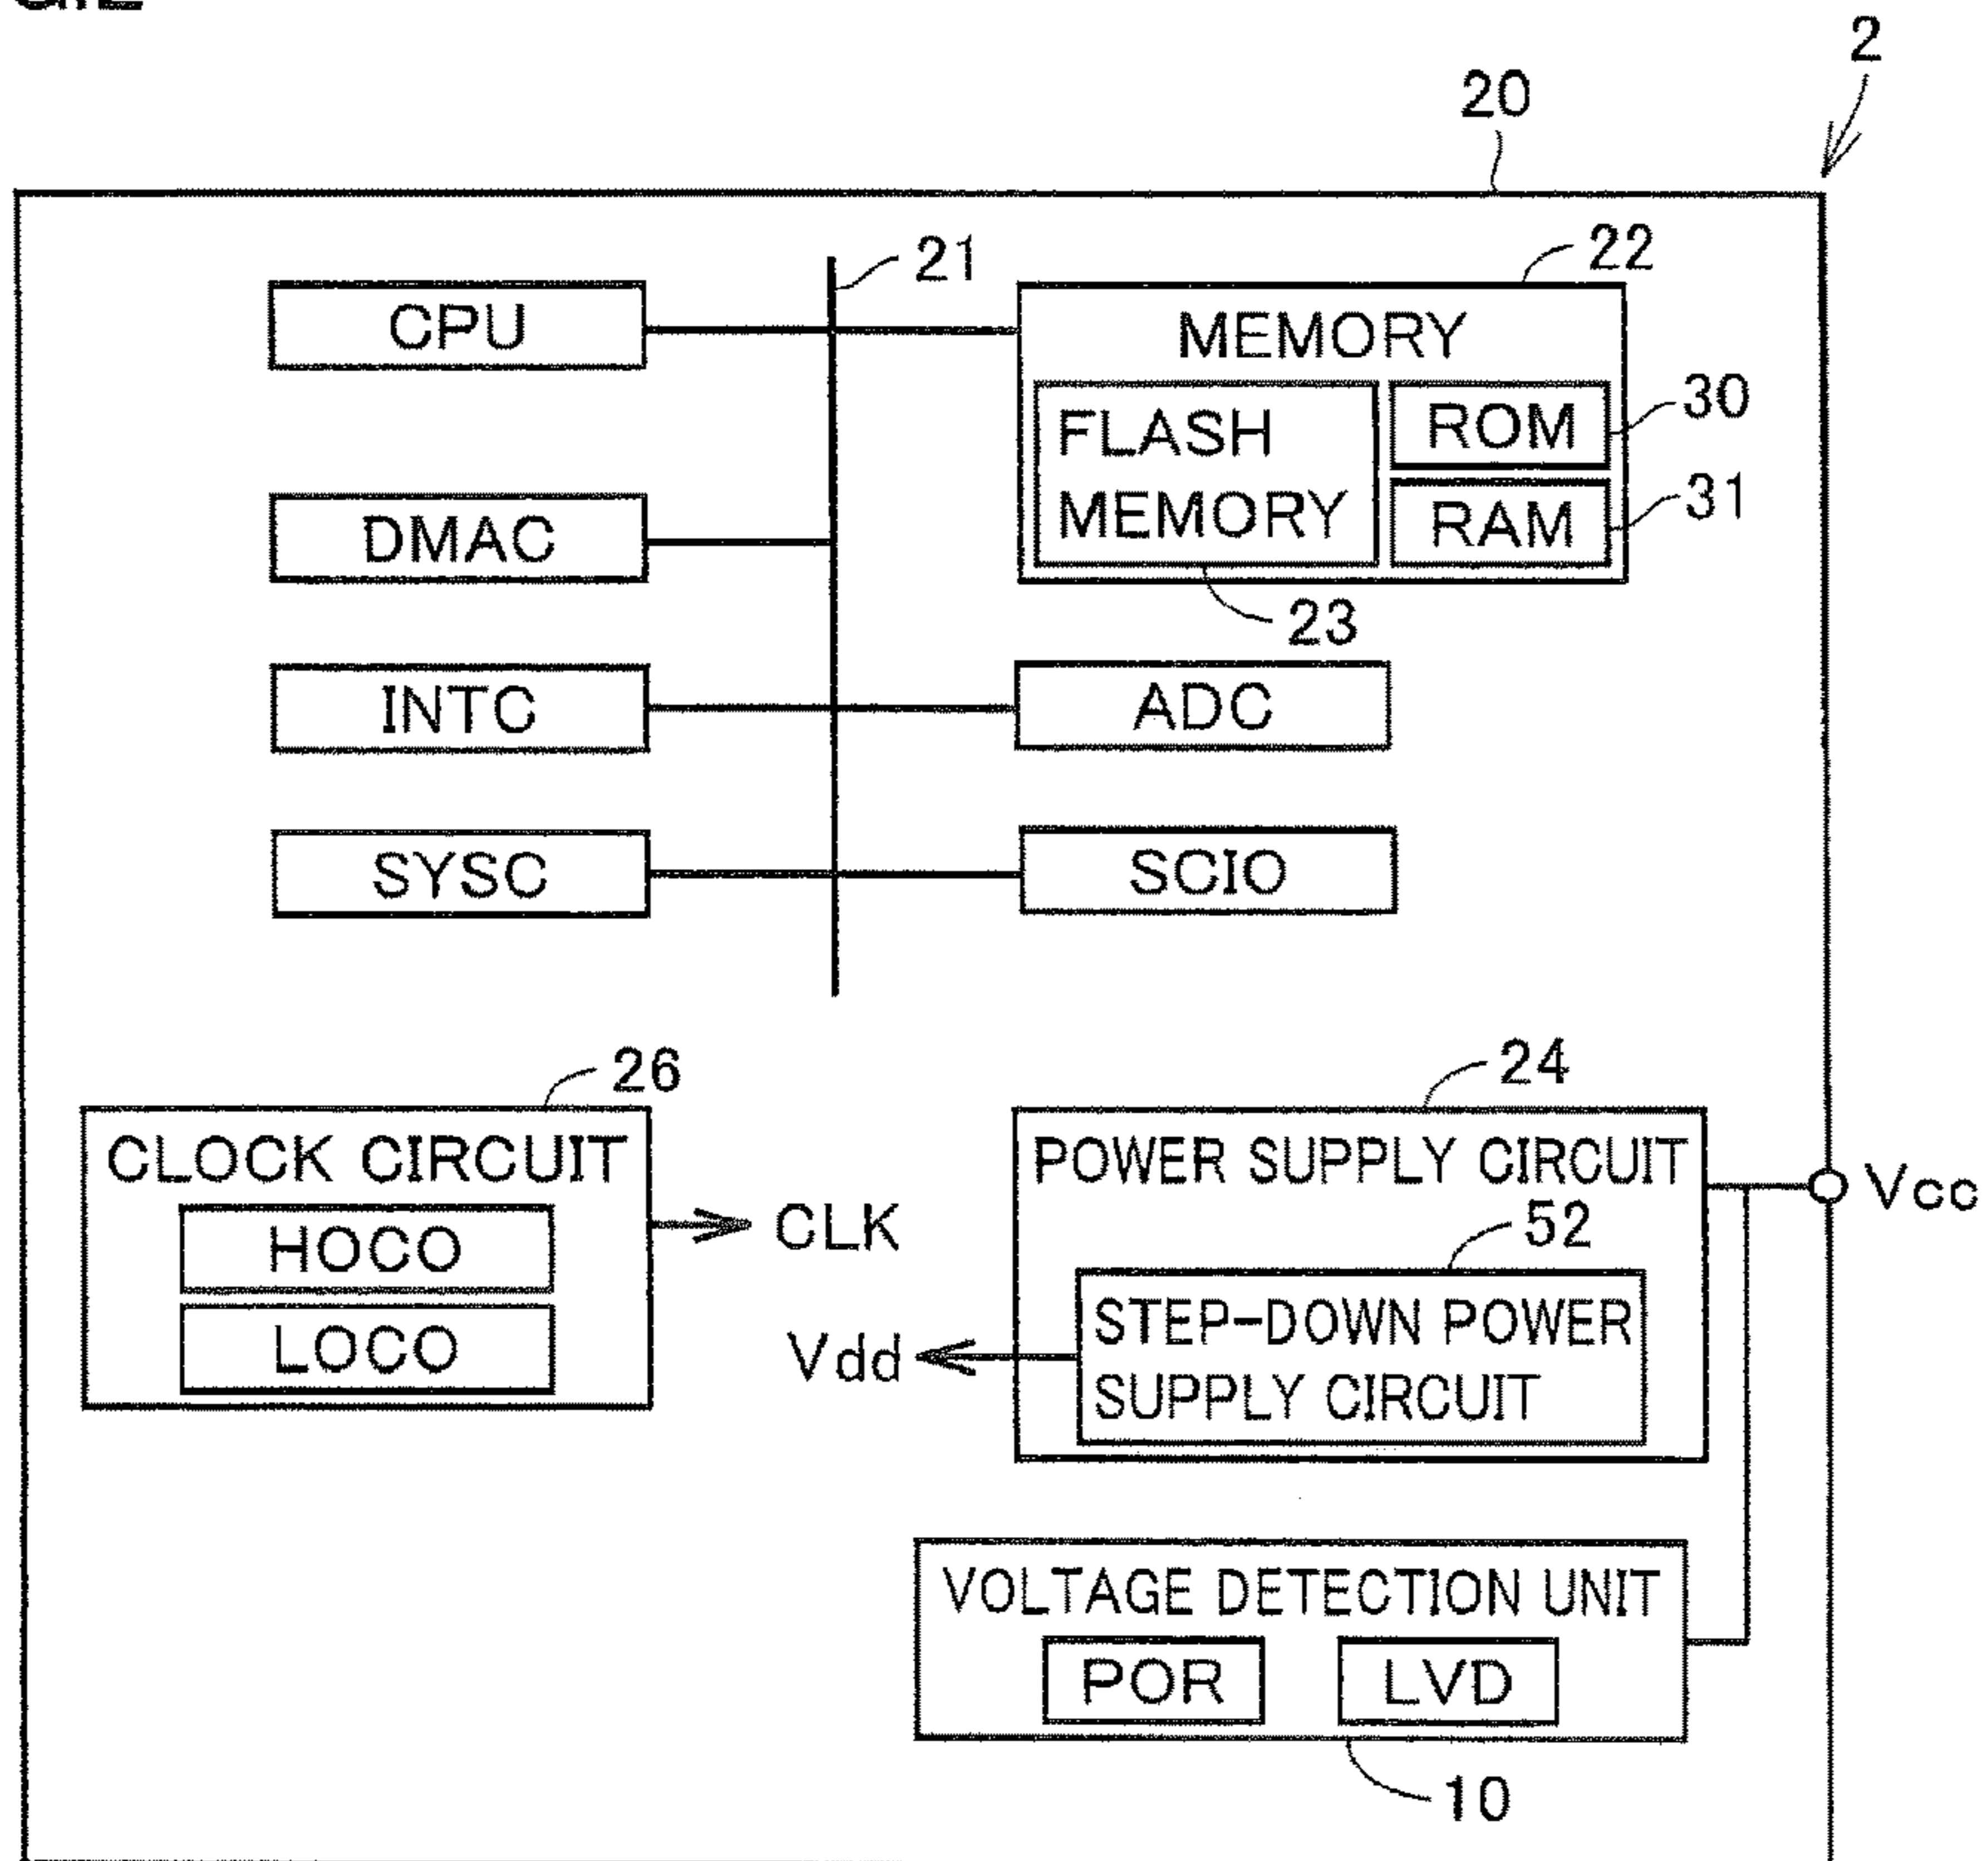 2
20
21
22
CPU
MEMORY
FLASH
MEMORY
ROM
30
RAM
31
DMAC
23
INTC
ADC
SYSC
SCIO
26
24
CLOCK CIRCUIT
HOCO
LOCO
CLK
POWER SUPPLY CIRCUIT
Vcc
52
STEP-DOWN POWER
SUPPLY CIRCUIT
Vdd
VOLTAGE DETECTION UNIT
POR
LVD
10